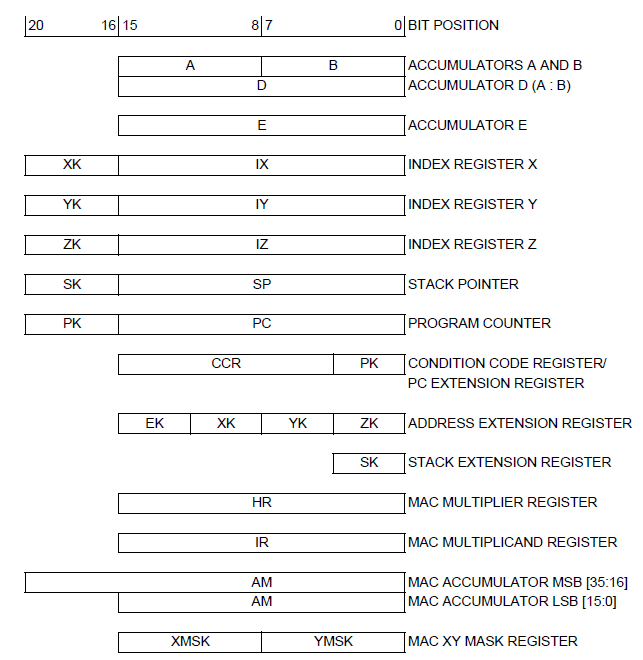 20 16 15 8 7 0 BIT POSITION
A B ACCUMULATORS A AND B
D ACCUMULATOR D (A : B)
E ACCUMULATOR E
XK IX INDEX REGISTER X
YK IY INDEX REGISTER Y
ZK IZ INDEX REGISTER Z
SK SP STACK POINTER
PK PC PROGRAM COUNTER
CCR PK CONDITION CODE REGISTER/
PC EXTENSION REGISTER
EK XK YK ZK ADDRESS EXTENSION REGISTER
SK STACK EXTENSION REGISTER
HR MAC MULTIPLIER REGISTER
IR MAC MULTIPLICAND REGISTER
AM MAC ACCUMULATOR MSB [35:16]
AM MAC ACCUMULATOR LSB [15:0]
XMSK YMSK MAC XY MASK REGISTER